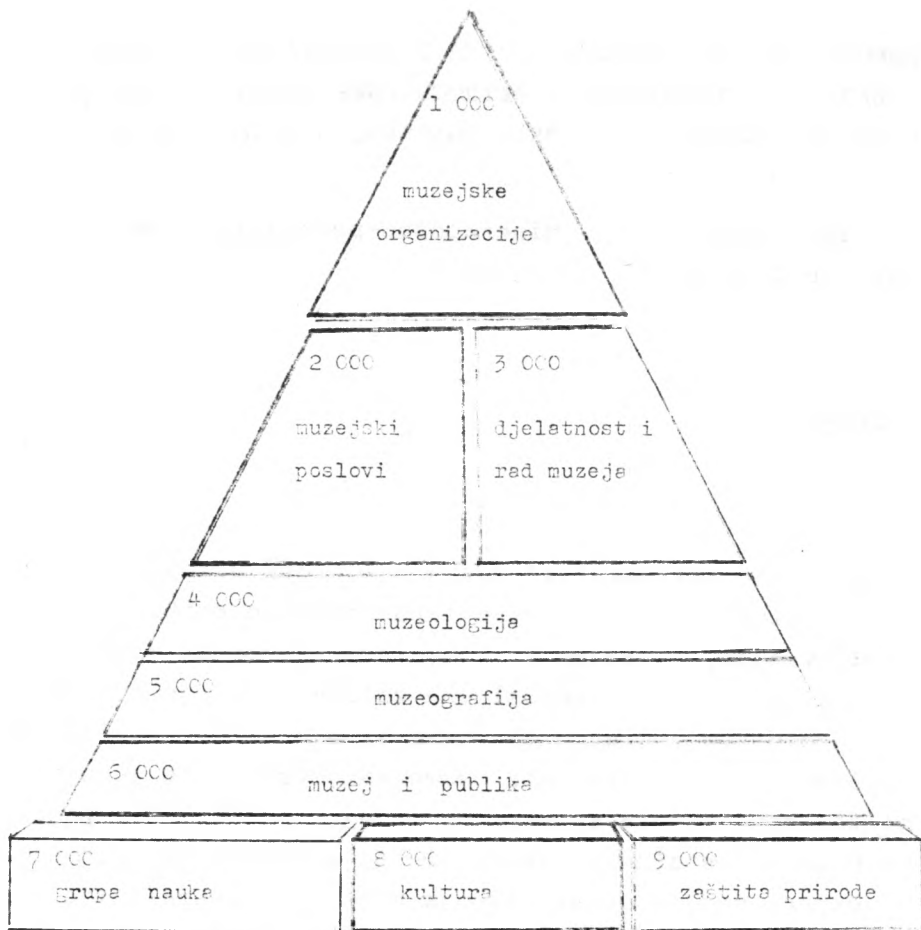 1 000
muzejske
organizacije
2 000
muzejski
poslovi
3 000
djelatnost i
rad muzeja
4 000
muzeologija
5 000
muzeografija
6 000
muzej i publika
7 000
grupa nauka
8 000
kultura
9 000
zaštita prirode